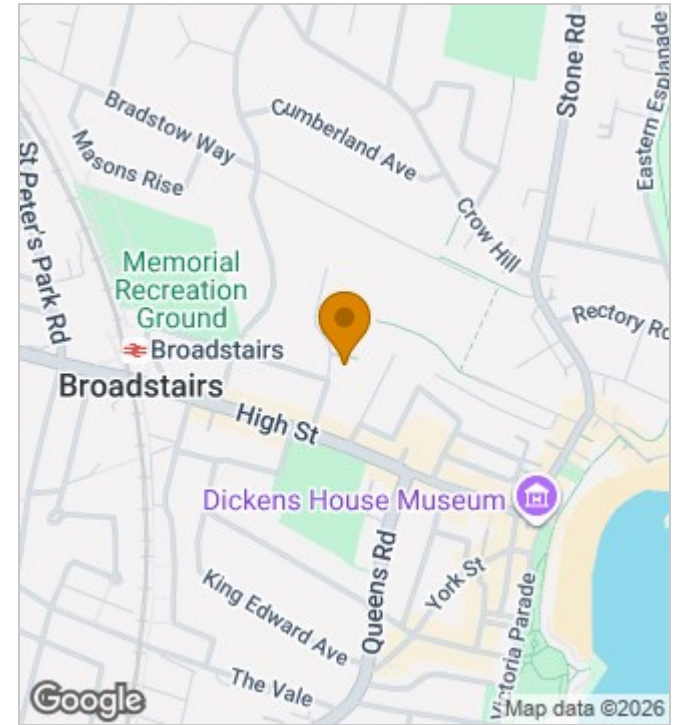 Stone Rd
Eastern Esplanade
Cumberland Ave
Bradstow Way
Masons Rise
St Peter's Park Rd
Crow Hill
Memorial
Recreation
Ground
Rectory Rd
Broadstairs
Broadstairs
High St
Dickens House Museum
Queens Rd
York St
King Edward Ave
Victoria Parade
The Vale
Google
Map data ©2026